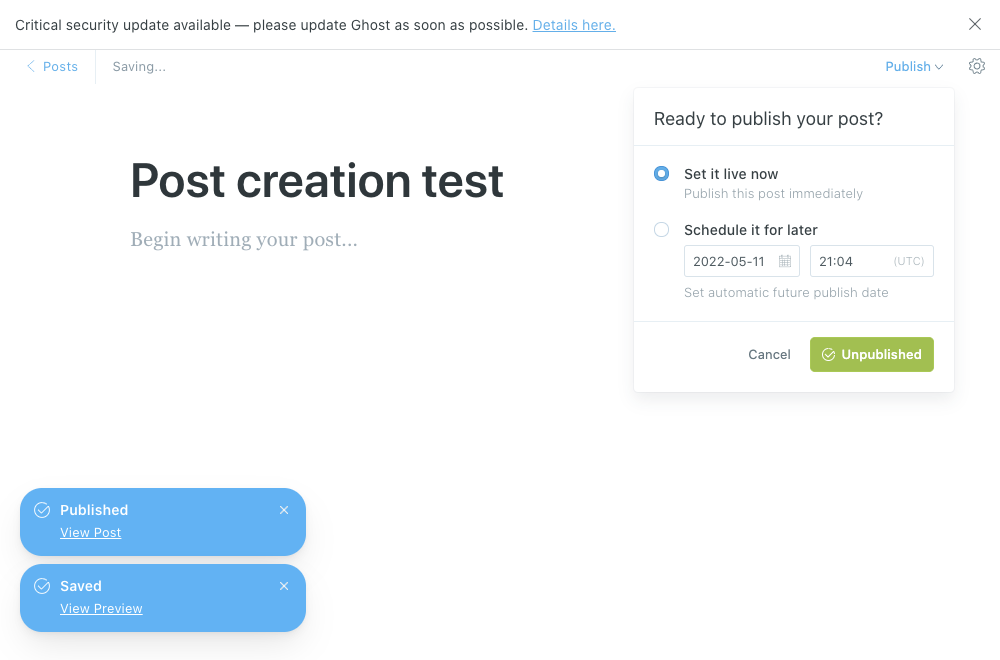 Critical security update available — please update Ghost as soon as possible. Details here.
Posts
Saving...
Publish
Ready to publish your post?
Post creation test
Begin writing your post...
Set it live now
Publish this post immediately
Schedule it for later
2022-05-11
21:04 (UTC)
Set automatic future publish date
Cancel
Unpublished
Published
View Post
Saved
View Preview